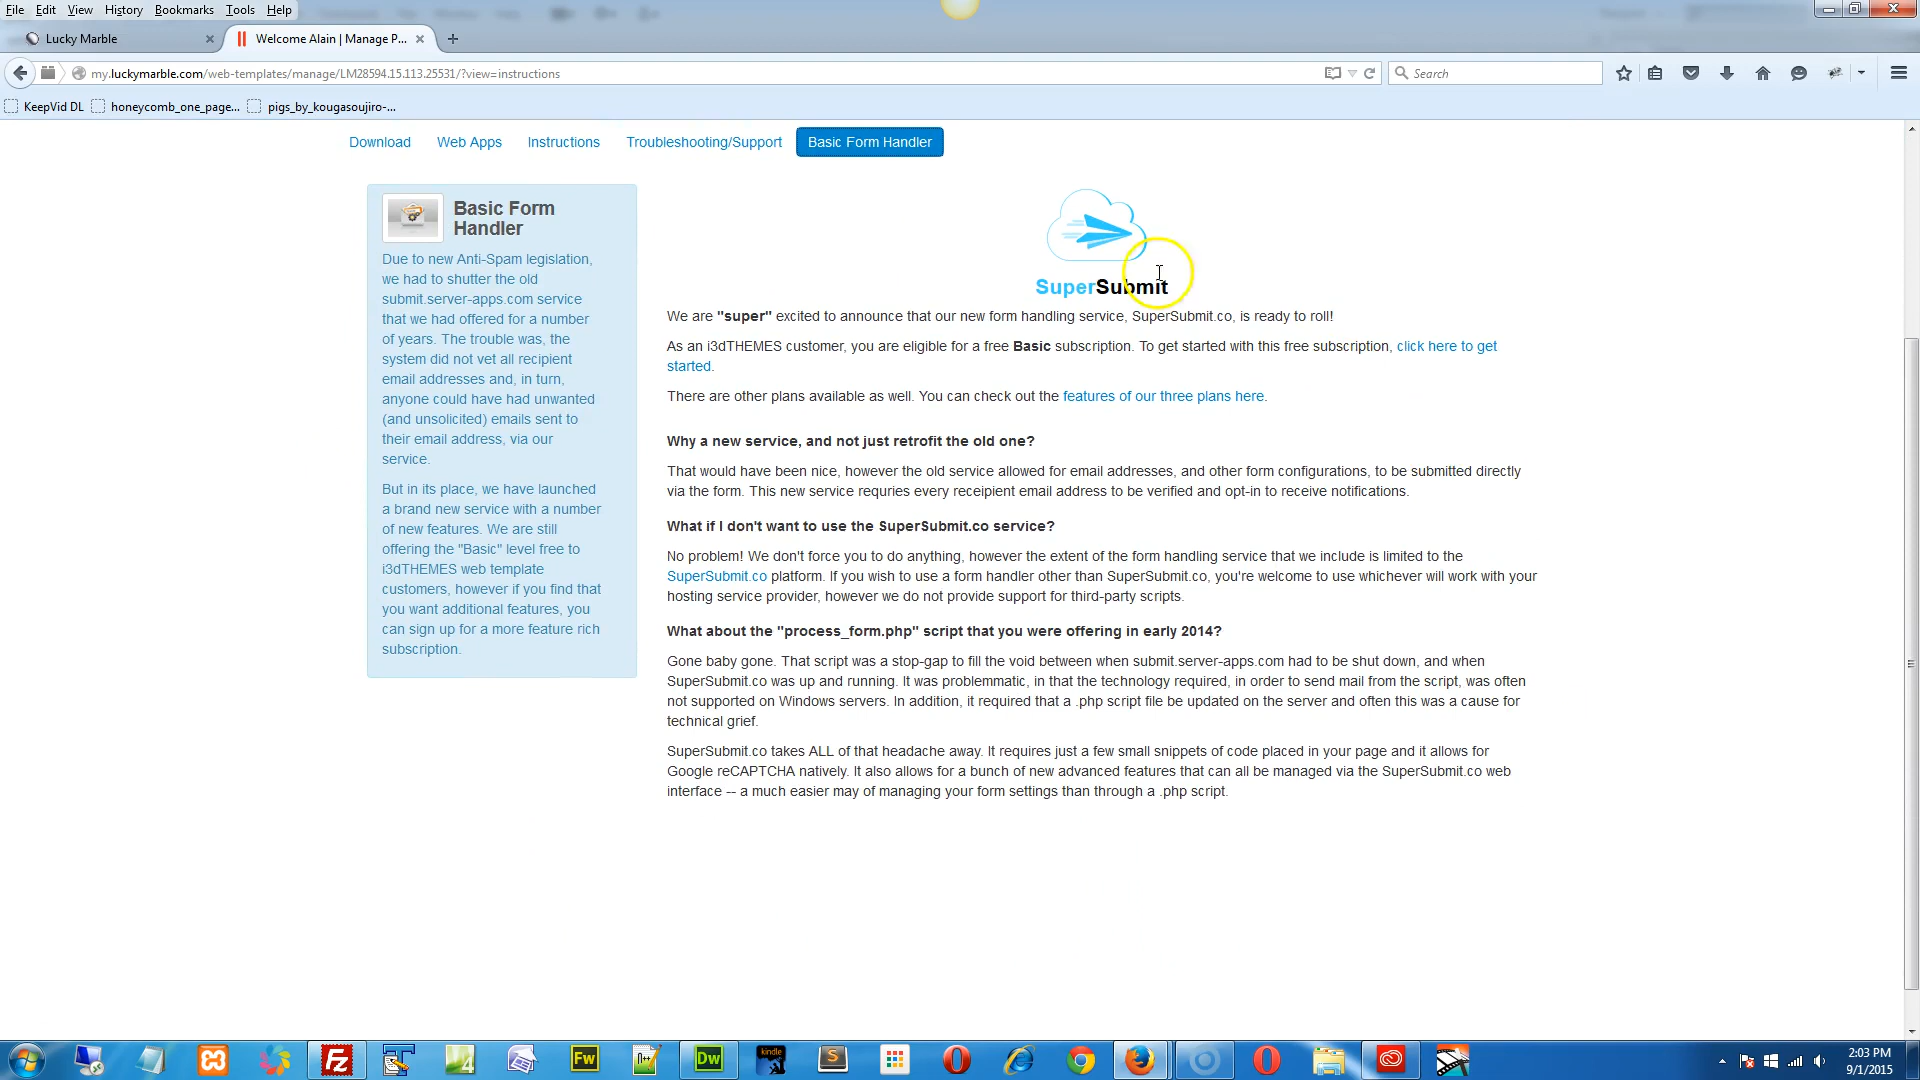 File Edit View History Bookmarks Tools Help
Lucky Marble
Welcome Alain | Manage P...
my.luckymarble.com/web-templates/manage/LM28594.15.113.25531/?view=instructions
Search
KeepVid DL
honeycomb_one_page...
pigs_by_kougasoujiro-...
Download Web Apps Instructions Troubleshooting/Support Basic Form Handler
Basic Form
Handler
Due to new Anti-Spam legislation,
we had to shutter the old
submit.server-apps.com service
that we had offered for a number
of years. The trouble was, the
system did not vet all recipient
email addresses and, in turn,
anyone could have had unwanted
(and unsolicited) emails sent to
their email address, via our
service.
But in its place, we have launched
a brand new service with a number
of new features. We are still
offering the "Basic" level free to
i3dTHEMES web template
customers, however if you find that
you want additional features, you
can sign up for a more feature rich
subscription.
SuperSubmit
We are "super" excited to announce that our new form handling service, SuperSubmit.co, is ready to roll!
As an i3dTHEMES customer, you are eligible for a free Basic subscription. To get started with this free subscription, click here to get
started.
There are other plans available as well. You can check out the features of our three plans here.
Why a new service, and not just retrofit the old one?
That would have been nice, however the old service allowed for email addresses, and other form configurations, to be submitted directly
via the form. This new service requries every receipient email address to be verified and opt-in to receive notifications.
What if I don't want to use the SuperSubmit.co service?
No problem! We don't force you to do anything, however the extent of the form handling service that we include is limited to the
SuperSubmit.co platform. If you wish to use a form handler other than SuperSubmit.co, you're welcome to use whichever will work with your
hosting service provider, however we do not provide support for third-party scripts.
What about the "process_form.php" script that you were offering in early 2014?
Gone baby gone. That script was a stop-gap to fill the void between when submit.server-apps.com had to be shut down, and when
SuperSubmit.co was up and running. It was problemmatic, in that the technology required, in order to send mail from the script, was often
not supported on Windows servers. In addition, it required that a .php script file be updated on the server and often this was a cause for
technical grief.
SuperSubmit.co takes ALL of that headache away. It requires just a few small snippets of code placed in your page and it allows for
Google reCAPTCHA natively. It also allows for a bunch of new advanced features that can all be managed via the SuperSubmit.co web
interface -- a much easier may of managing your form settings than through a .php script.
Fz
4
Fw
Dw
kindle
S
2:03 PM
9/1/2015